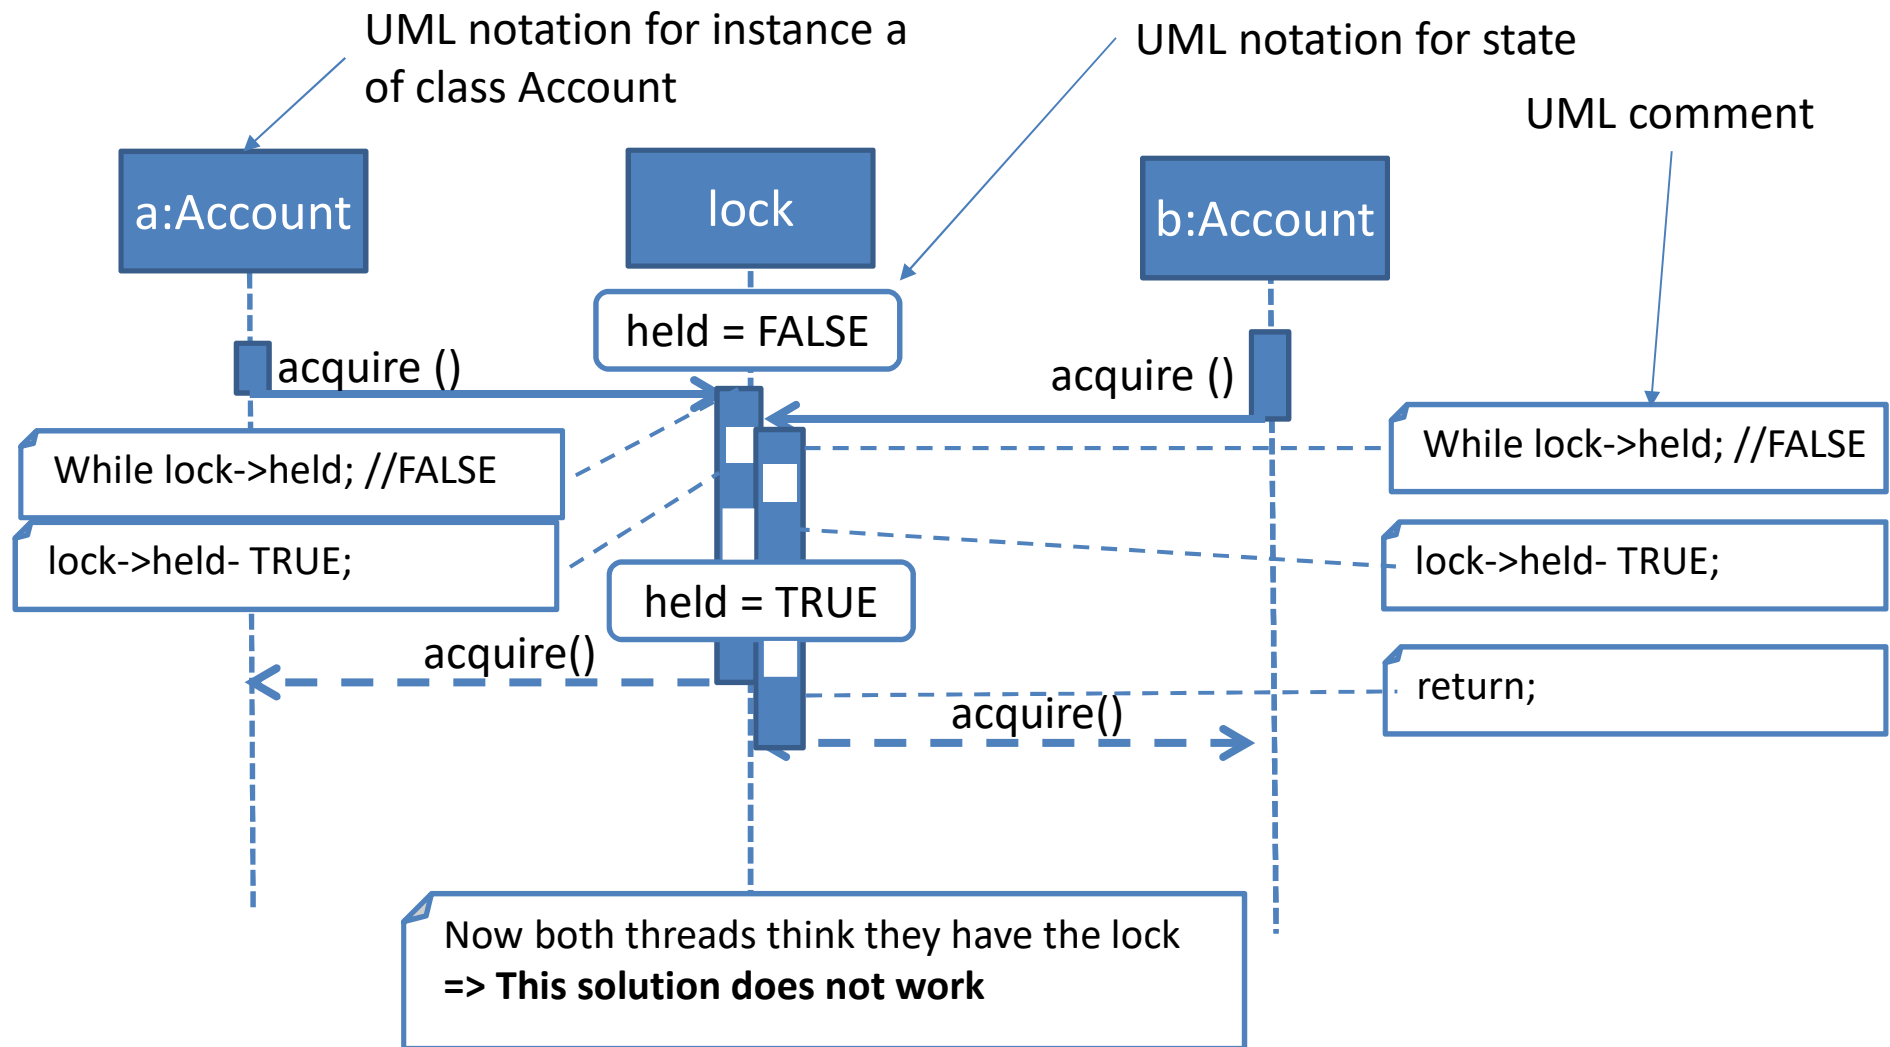 UML notation for instance a
of class Account
UML notation for state
UML comment
a:Account
lock
b:Account
held = FALSE
acquire ()
acquire ()
While lock->held; //FALSE
While lock->held; //FALSE
lock->held- TRUE;
lock->held- TRUE;
held = TRUE
acquire()
return;
acquire()
Now both threads think they have the lock
=> This solution does not work